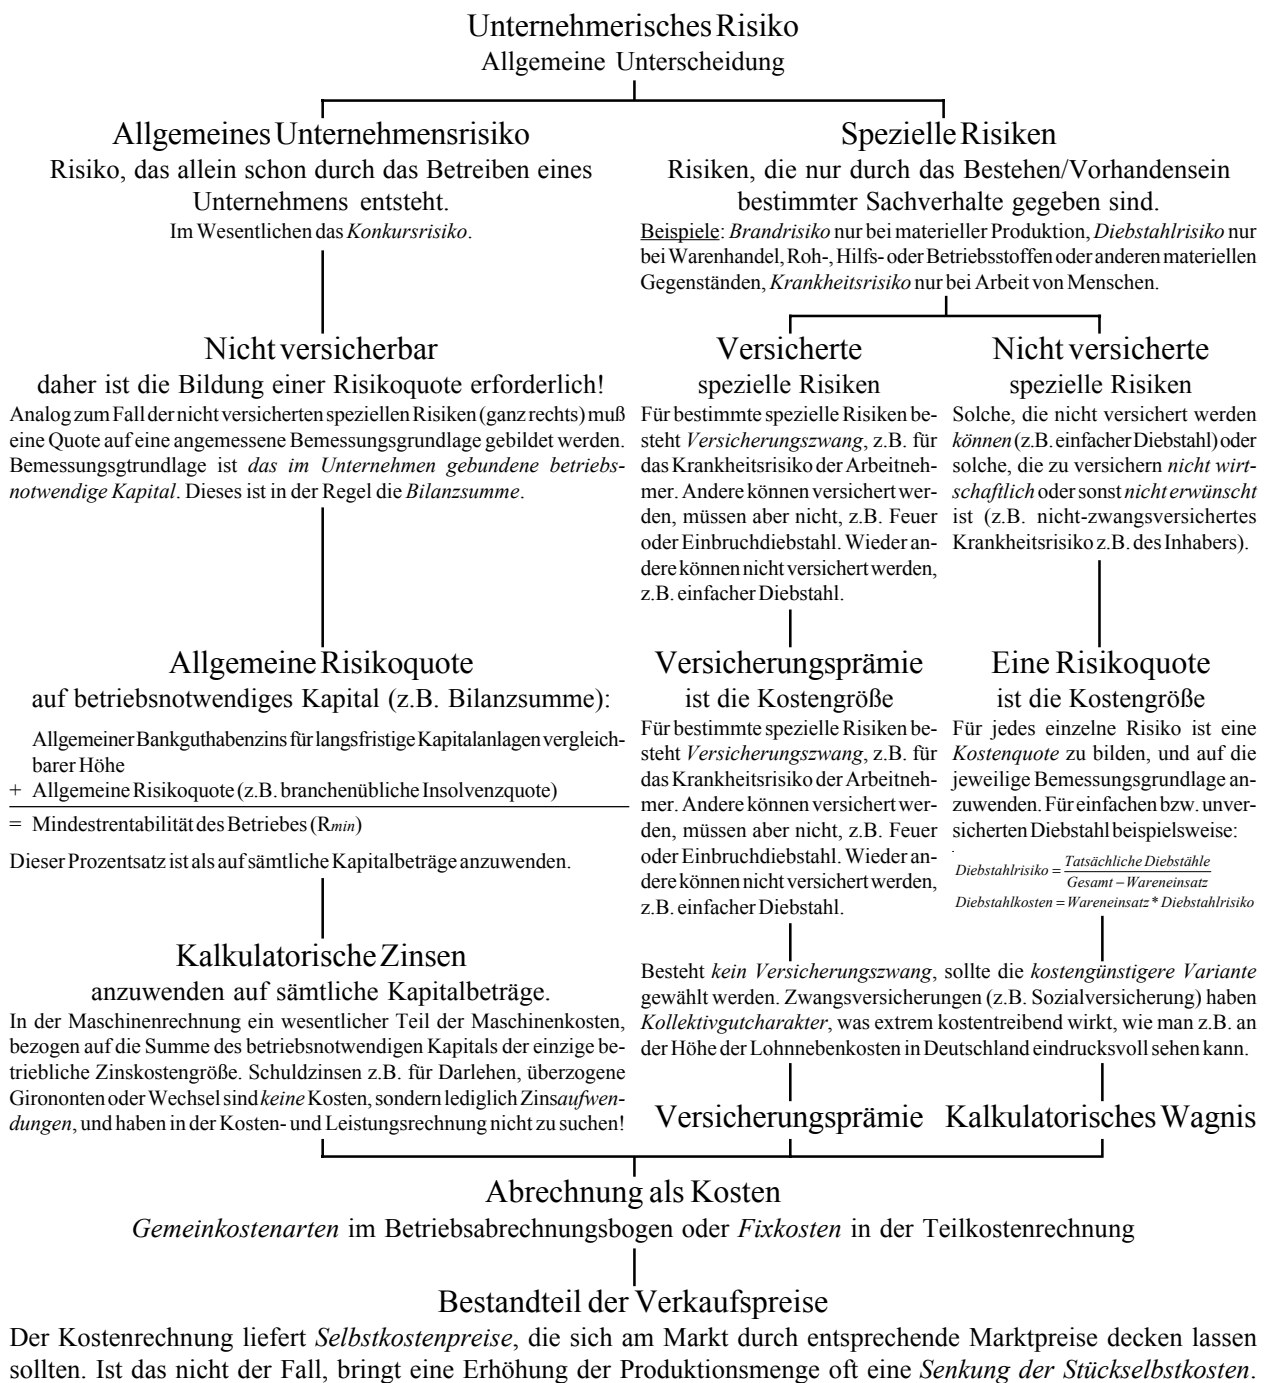 Unternehmerisches Risiko
Allgemeine Unterscheidung
Allgemeines Unternehmensrisiko
Risiko, das allein schon durch das Betreiben eines
Unternehmens entsteht.
Im Wesentlichen das Konkursrisiko.
Spezielle Risiken
Risiken, die nur durch das Bestehen/Vorhandensein
bestimmter Sachverhalte gegeben sind.
Beispiele: Brandrisiko nur bei materieller Produktion, Diebstahlrisiko nur
bei Warenhandel, Roh-, Hilfs- oder Betriebsstoffen oder anderen materiellen
Gegenständen, Krankheitsrisiko nur bei Arbeit von Menschen.
Nicht versicherbar
daher ist die Bildung einer Risikoquote erforderlich!
Analog zum Fall der nicht versicherten speziellen Risiken (ganz rechts) muß
eine Quote auf eine angemessene Bemessungsgrundlage gebildet werden.
Bemessungsgtrundlage ist das im Unternehmen gebundene betriebs-
notwendige Kapital. Dieses ist in der Regel die Bilanzsumme.
Versicherte
spezielle Risiken
Für bestimmte spezielle Risiken be-
steht Versicherungszwang, z.B. für
das Krankheitsrisiko der Arbeitneh-
mer. Andere können versichert wer-
den, müssen aber nicht, z.B. Feuer
oder Einbruchdiebstahl. Wieder an-
dere können nicht versichert werden,
z.B. einfacher Diebstahl.
Nicht versicherte
spezielle Risiken
Solche, die nicht versichert werden
können (z.B. einfacher Diebstahl) oder
solche, die zu versichern nicht wirt-
schaftlich oder sonst nicht erwünscht
ist (z.B. nicht-zwangsversichertes
Krankheitsrisiko z.B. des Inhabers).
Allgemeine Risikoquote
auf betriebsnotwendiges Kapital (z.B. Bilanzsumme):
Allgemeiner Bankguthabenzins für langsfristige Kapitalanlagen vergleich-
barer Höhe
+ Allgemeine Risikoquote (z.B. branchenübliche Insolvenzquote)
= Mindestrentabilität des Betriebes (Rmin)
Dieser Prozentsatz ist als auf sämtliche Kapitalbeträge anzuwenden.
Versicherungsprämie
ist die Kostengröße
Für bestimmte spezielle Risiken be-
steht Versicherungszwang, z.B. für
das Krankheitsrisiko der Arbeitneh-
mer. Andere können versichert wer-
den, müssen aber nicht, z.B. Feuer
oder Einbruchdiebstahl. Wieder an-
dere können nicht versichert werden,
z.B. einfacher Diebstahl.
Eine Risikoquote
ist die Kostengröße
Für jedes einzelne Risiko ist eine
Kostenquote zu bilden, und auf die
jeweilige Bemessungsgrundlage an-
zuwenden. Für einfachen bzw. unver-
sicherten Diebstahl beispielsweise:
Diebstahlrisiko = Tatsächliche Diebstähle / Gesamt – Wareneinsatz
Diebstahlkosten = Wareneinsatz * Diebstahlrisiko
Kalkulatorische Zinsen
anzuwenden auf sämtliche Kapitalbeträge.
In der Maschinenrechnung ein wesentlicher Teil der Maschinenkosten,
bezogen auf die Summe des betriebsnotwendigen Kapitals der einzige be-
triebliche Zinskostengröße. Schuldzinsen z.B. für Darlehen, überzogene
Girononten oder Wechsel sind keine Kosten, sondern lediglich Zinsaufwen-
dungen, und haben in der Kosten- und Leistungsrechnung nicht zu suchen!
Besteht kein Versicherungszwang, sollte die kostengünstigere Variante
gewählt werden. Zwangsversicherungen (z.B. Sozialversicherung) haben
Kollektivgutcharakter, was extrem kostentreibend wirkt, wie man z.B. an
der Höhe der Lohnnebenkosten in Deutschland eindrucksvoll sehen kann.
Versicherungsprämie
Kalkulatorisches Wagnis
Abrechnung als Kosten
Gemeinkostenarten im Betriebsabrechnungsbogen oder Fixkosten in der Teilkostenrechnung
Bestandteil der Verkaufspreise
Der Kostenrechnung liefert Selbstkostenpreise, die sich am Markt durch entsprechende Marktpreise decken lassen
sollten. Ist das nicht der Fall, bringt eine Erhöhung der Produktionsmenge oft eine Senkung der Stückselbstkosten.